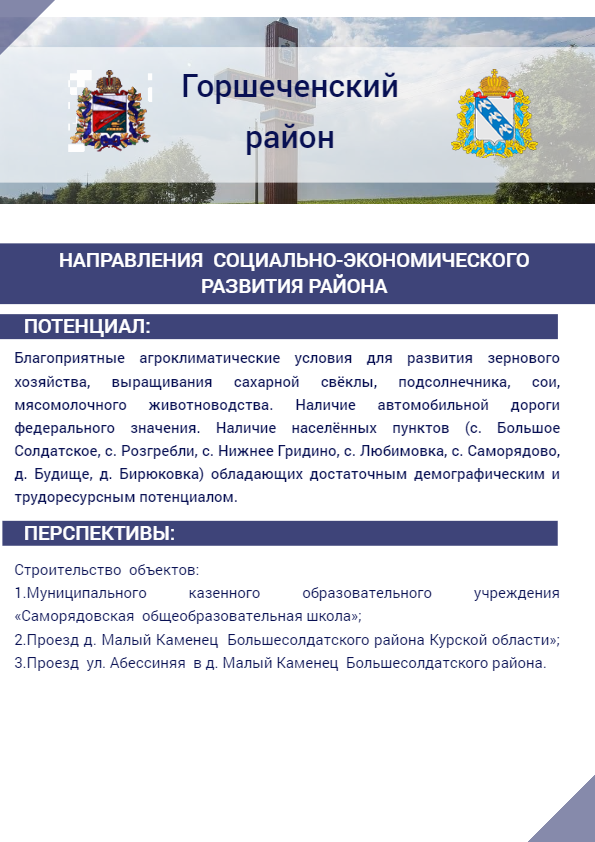 Горшеченский
район
НАПРАВЛЕНИЯ СОЦИАЛЬНО-ЭКОНОМИЧЕСКОГО
РАЗВИТИЯ РАЙОНА
ПОТЕНЦИАЛ:
Благоприятные агроклиматические условия для развития зернового
хозяйства, выращивания сахарной свёклы, подсолнечника, сои,
мясомолочного животноводства. Наличие автомобильной дороги
федерального значения. Наличие населённых пунктов (с. Большое
Солдатское, с. Розгребли, с. Нижнее Гридино, с. Любимовка, с. Саморядово,
д. Будище, д. Бирюковка) обладающих достаточным демографическим и
трудоресурсным потенциалом.
ПЕРСПЕКТИВЫ:
Строительство объектов:
1.Муниципального казенного образовательного учреждения
«Саморядовская общеобразовательная школа»;
2.Проезд д. Малый Каменец Большесолдатского района Курской области»;
3.Проезд ул. Абессиняя в д. Малый Каменец Большесолдатского района.